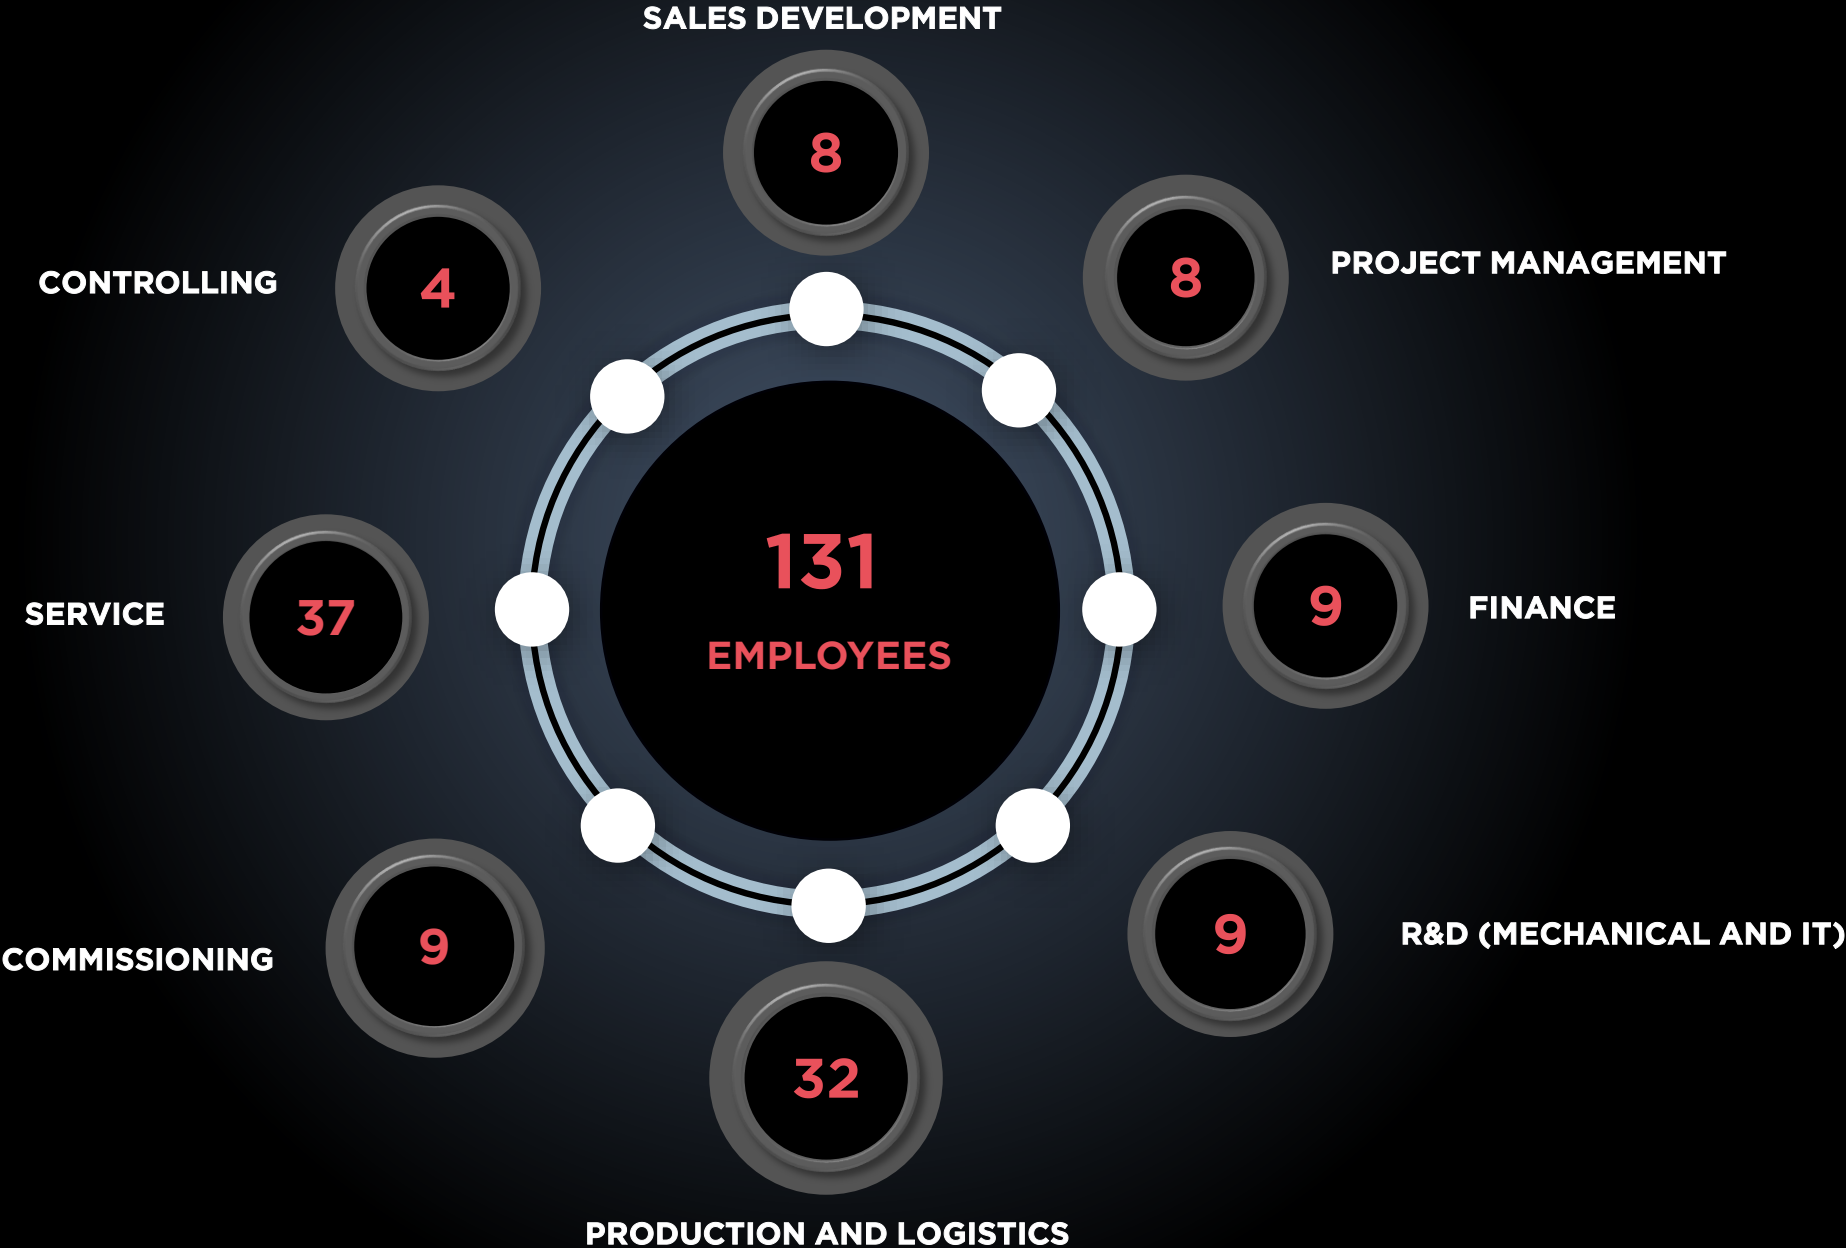 SALES DEVELOPMENT
8
PROJECT MANAGEMENT
8
FINANCE
9
R&D (MECHANICAL AND IT)
9
PRODUCTION AND LOGISTICS
32
COMMISSIONING
9
SERVICE
37
CONTROLLING
4
131
EMPLOYEES